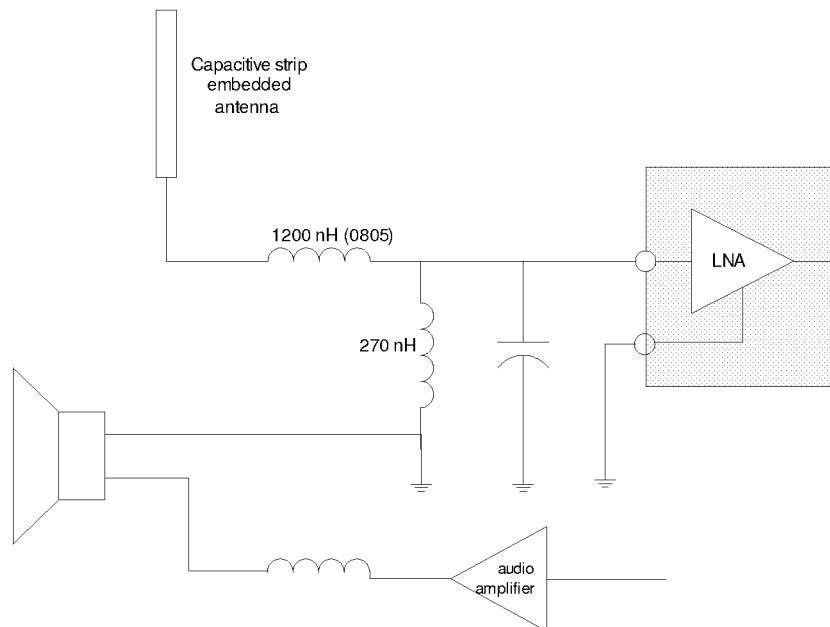 Capacitive strip
embedded
antenna
1200 nH (0805)
LNA
270 nH
audio
amplifier